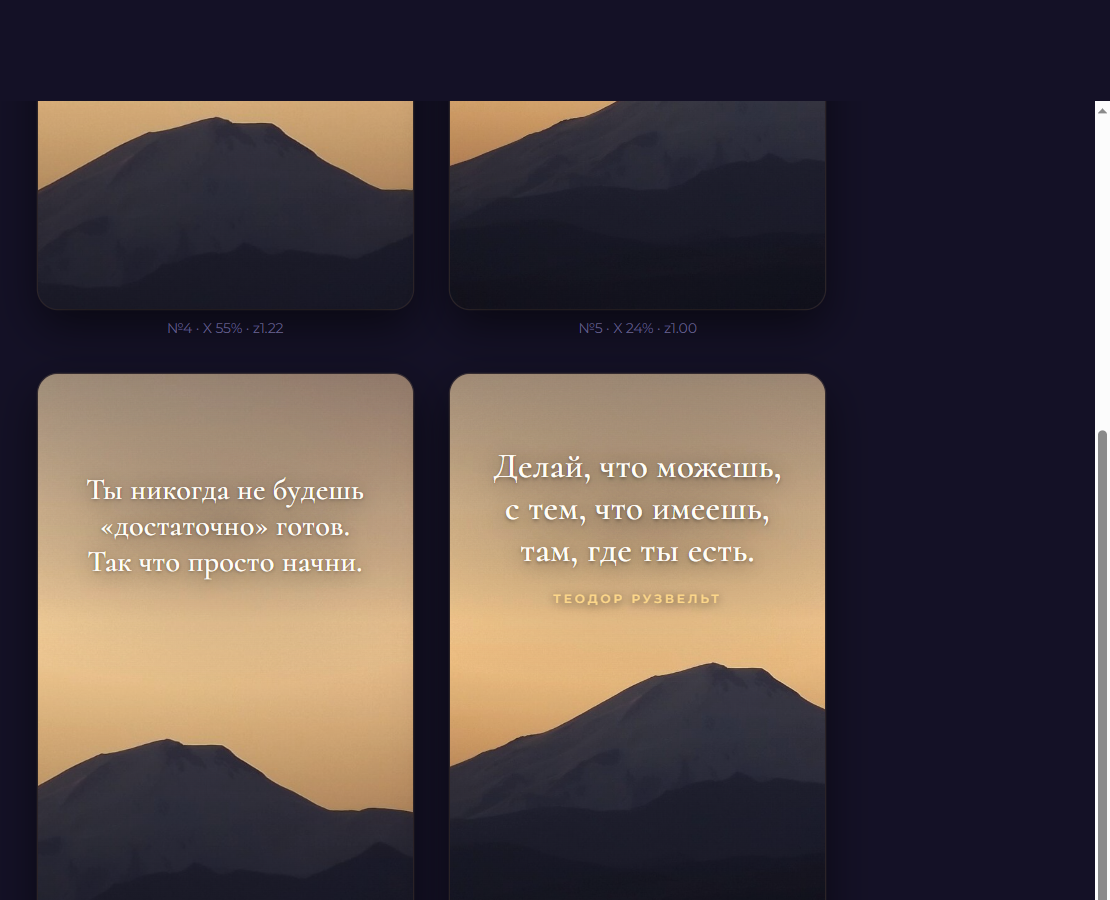 №4 · X 55% · z1.22
№5 · X 24% · z1.00
Ты никогда не будешь
«достаточно» готов.
Так что просто начни.
Делай, что можешь,
с тем, что имеешь,
там, где ты есть.
ТЕОДОР РУЗВЕЛЬТ